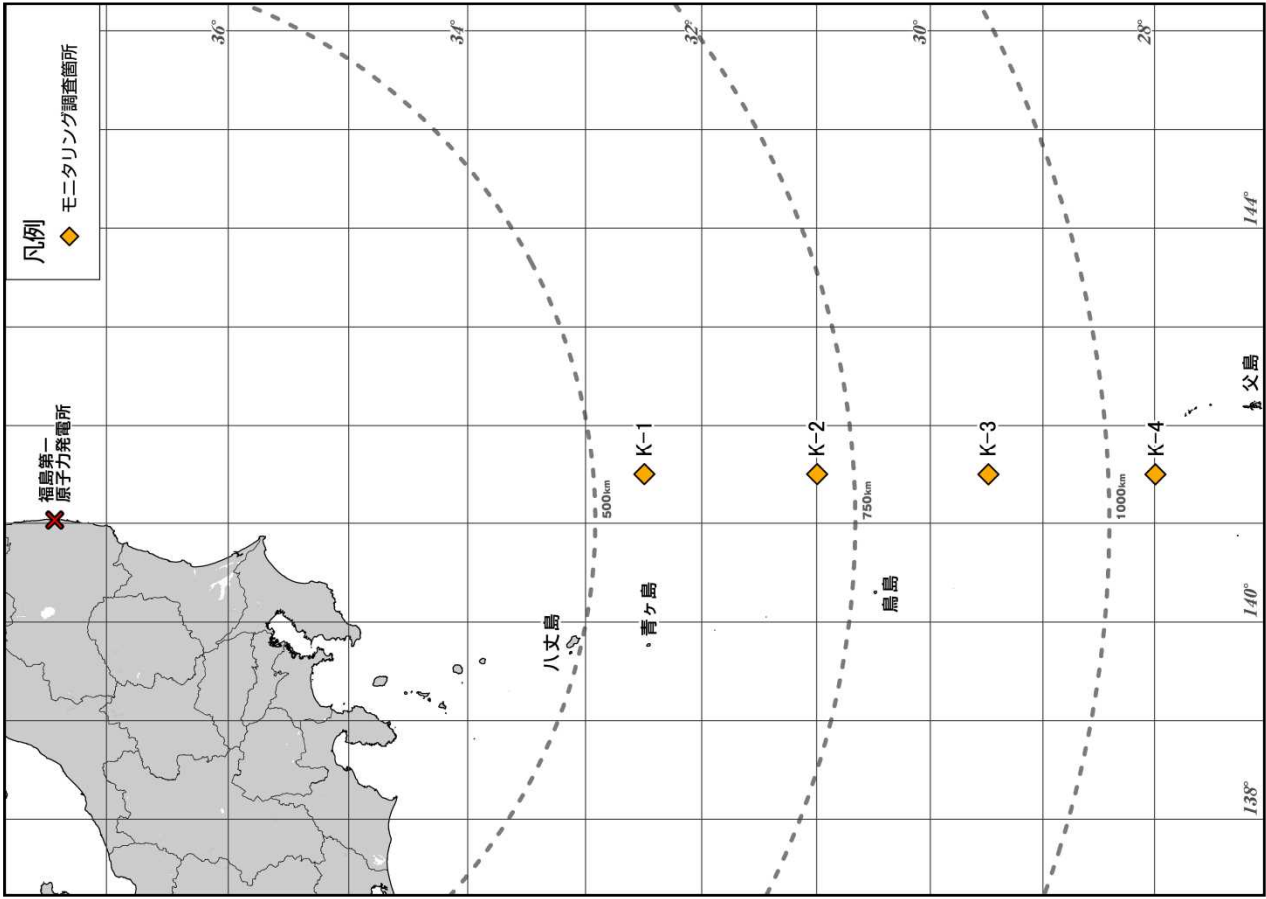 凡例
モニタリング調査箇所
福島第一
原子力発電所
36°
34°
32°
30°
28°
144°
140°
138°
八丈島
青ヶ島
鳥島
父島
500km
750km
1000km
K-1
K-2
K-3
K-4